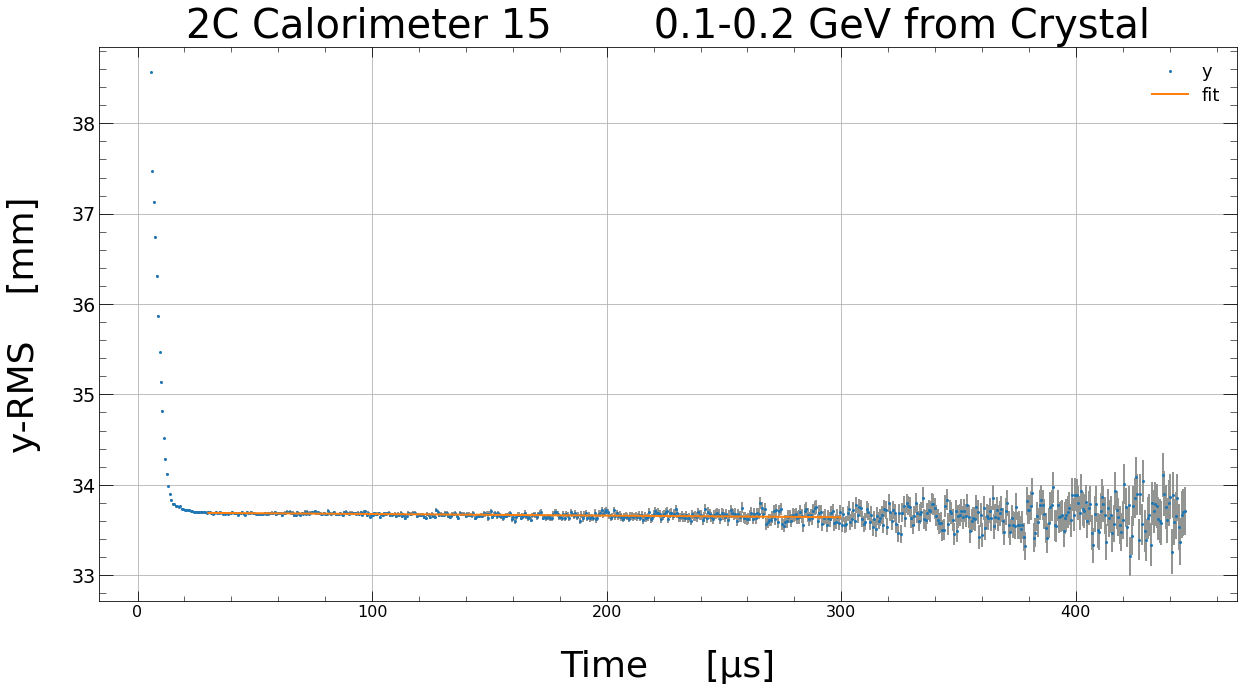 2C Calorimeter 15 0.1-0.2 GeV from Crystal
y
fit
38
37
36
35
34
33
y-RMS [mm]
0 100 200 300 400
Time [μs]